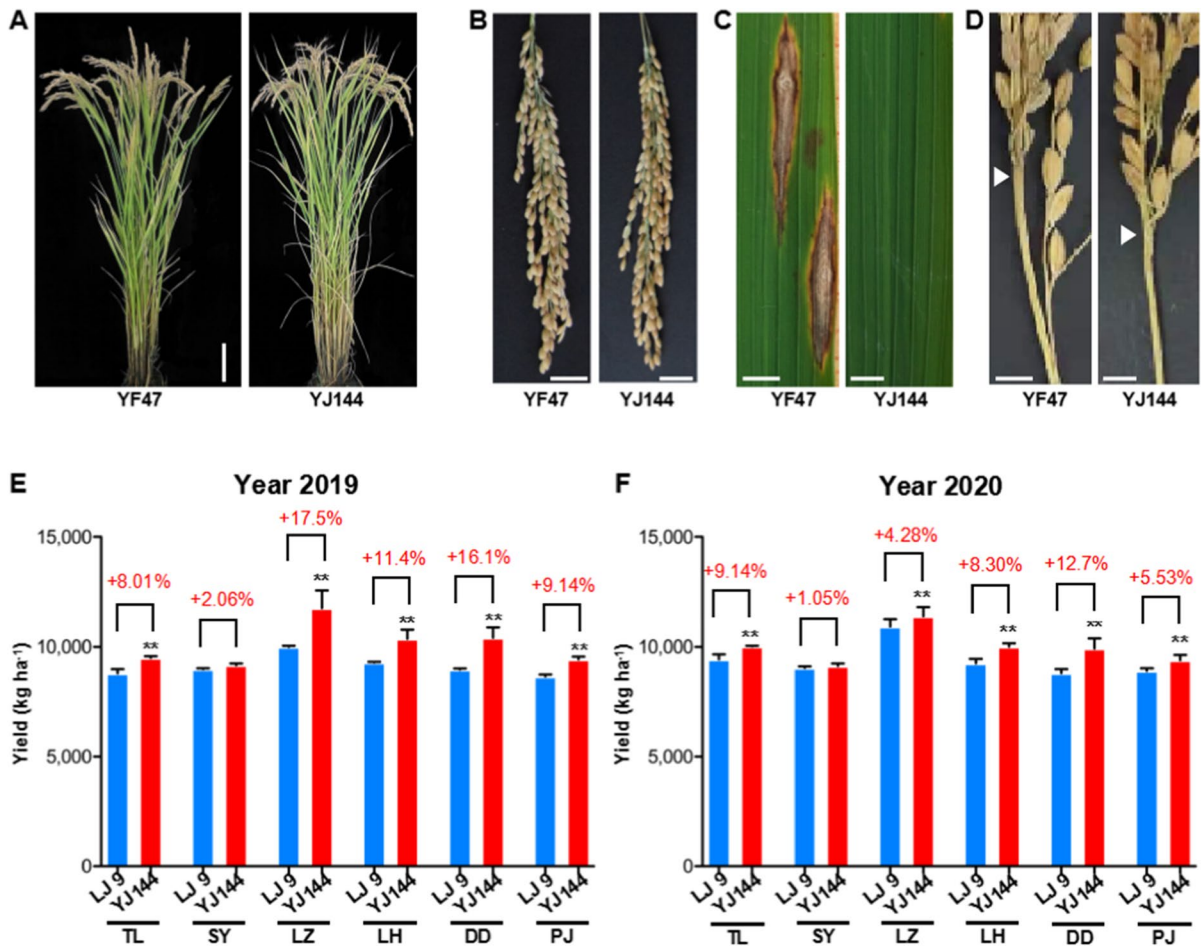 A
B
C
D
YF47 YJ144
YF47 YJ144
YF47 YJ144
YF47 YJ144
E
Year 2019
Yield (kg ha⁻¹)
15,000
10,000
5,000
0
+8.01%
+2.06%
+17.5%
+11.4%
+16.1%
+9.14%
**
**
**
**
**
LJ 9 YJ144 LJ 9 YJ144 LJ 9 YJ144 LJ 9 YJ144 LJ 9 YJ144 LJ 9 YJ144
TL SY LZ LH DD PJ
F
Year 2020
Yield (kg ha⁻¹)
15,000
10,000
5,000
0
+9.14%
+1.05%
+4.28%
+8.30%
+12.7%
+5.53%
**
**
**
**
**
LJ 9 YJ144 LJ 9 YJ144 LJ 9 YJ144 LJ 9 YJ144 LJ 9 YJ144 LJ 9 YJ144
TL SY LZ LH DD PJ